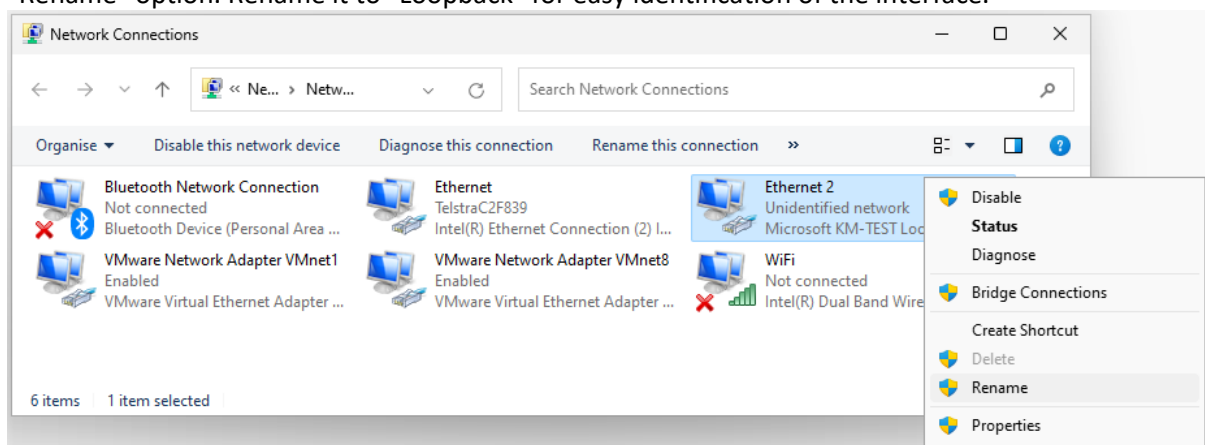 "Rename" option. Rename it to "Loopback" for easy identification of the interface.
Network Connections
« Ne... › Netw...
Search Network Connections
Organise
Disable this network device
Diagnose this connection
Rename this connection
»
Bluetooth Network Connection
Not connected
Bluetooth Device (Personal Area ...
Ethernet
TelstraC2F839
Intel(R) Ethernet Connection (2) I...
Ethernet 2
Unidentified network
Microsoft KM-TEST Loo
VMware Network Adapter VMnet1
Enabled
VMware Virtual Ethernet Adapter ...
VMware Network Adapter VMnet8
Enabled
VMware Virtual Ethernet Adapter ...
WiFi
Not connected
Intel(R) Dual Band Wire
Disable
Status
Diagnose
Bridge Connections
Create Shortcut
Delete
Rename
Properties
6 items
1 item selected